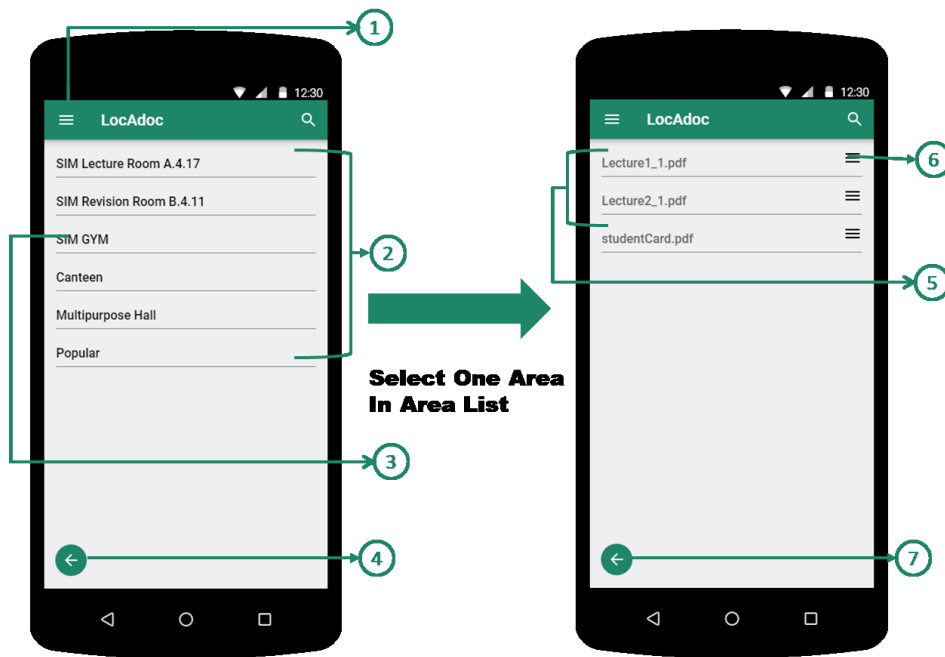 1
12:30
LocAdoc
SIM Lecture Room A.4.17
SIM Revision Room B.4.11
SIM GYM
Canteen
Multipurpose Hall
Popular
2
3
4
Select One Area
In Area List
12:30
LocAdoc
Lecture1_1.pdf
Lecture2_1.pdf
studentCard.pdf
6
5
7